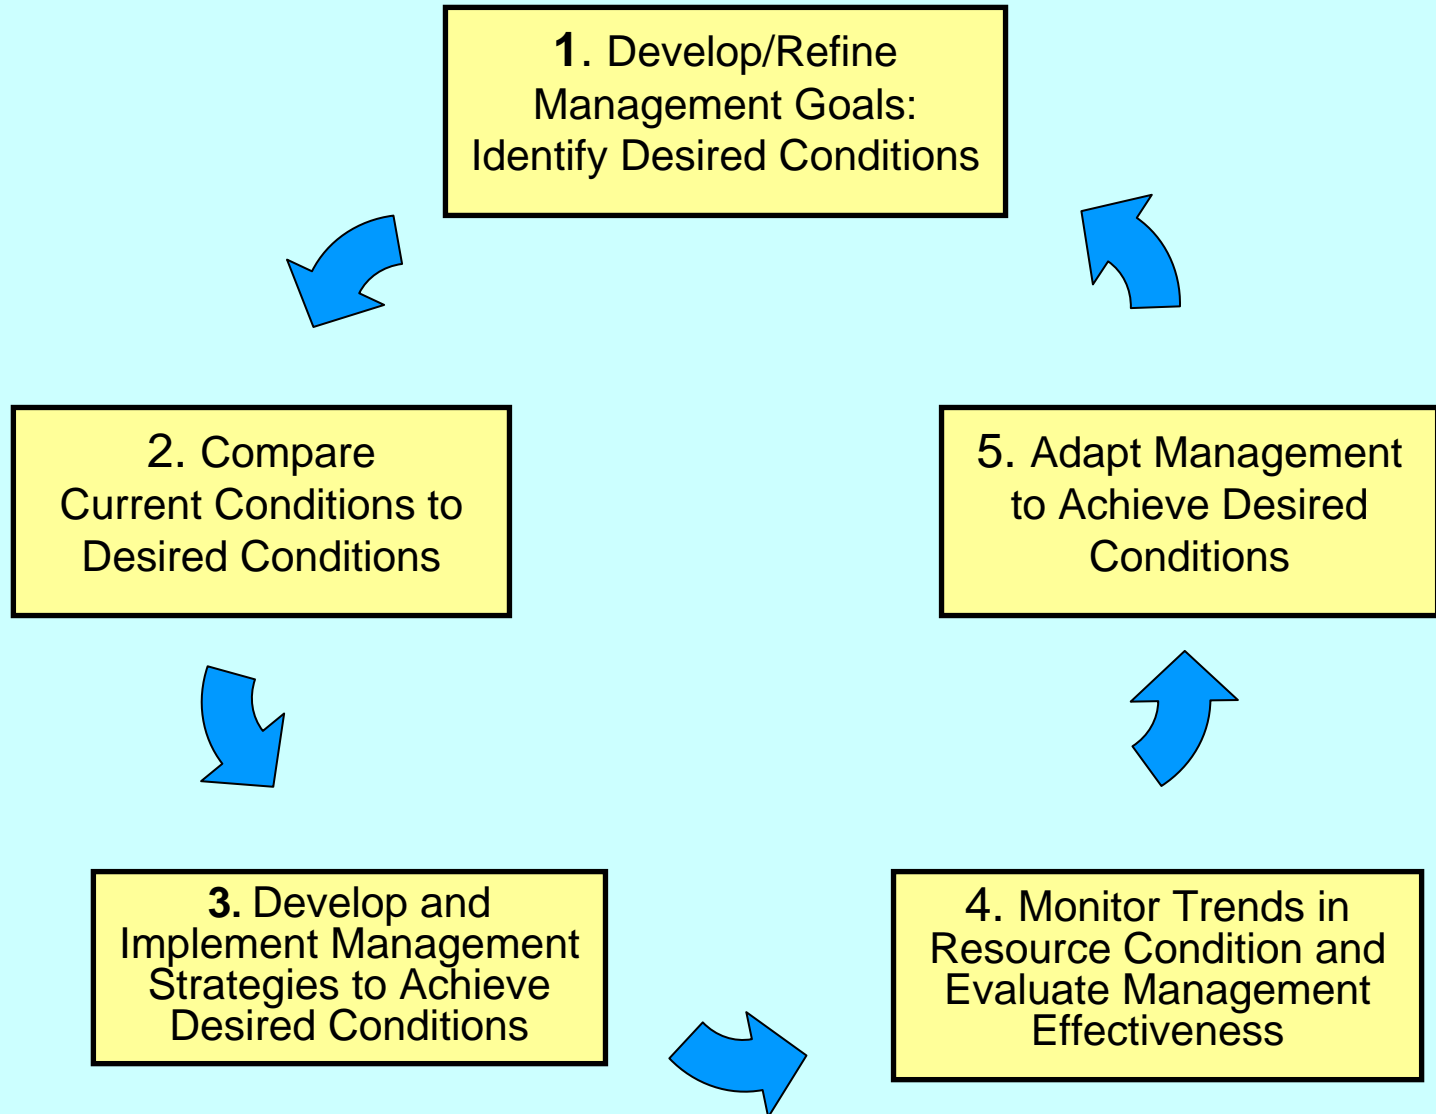 1. Develop/Refine
Management Goals:
Identify Desired Conditions
2. Compare
Current Conditions to
Desired Conditions
3. Develop and
Implement Management
Strategies to Achieve
Desired Conditions
4. Monitor Trends in
Resource Condition and
Evaluate Management
Effectiveness
5. Adapt Management
to Achieve Desired
Conditions